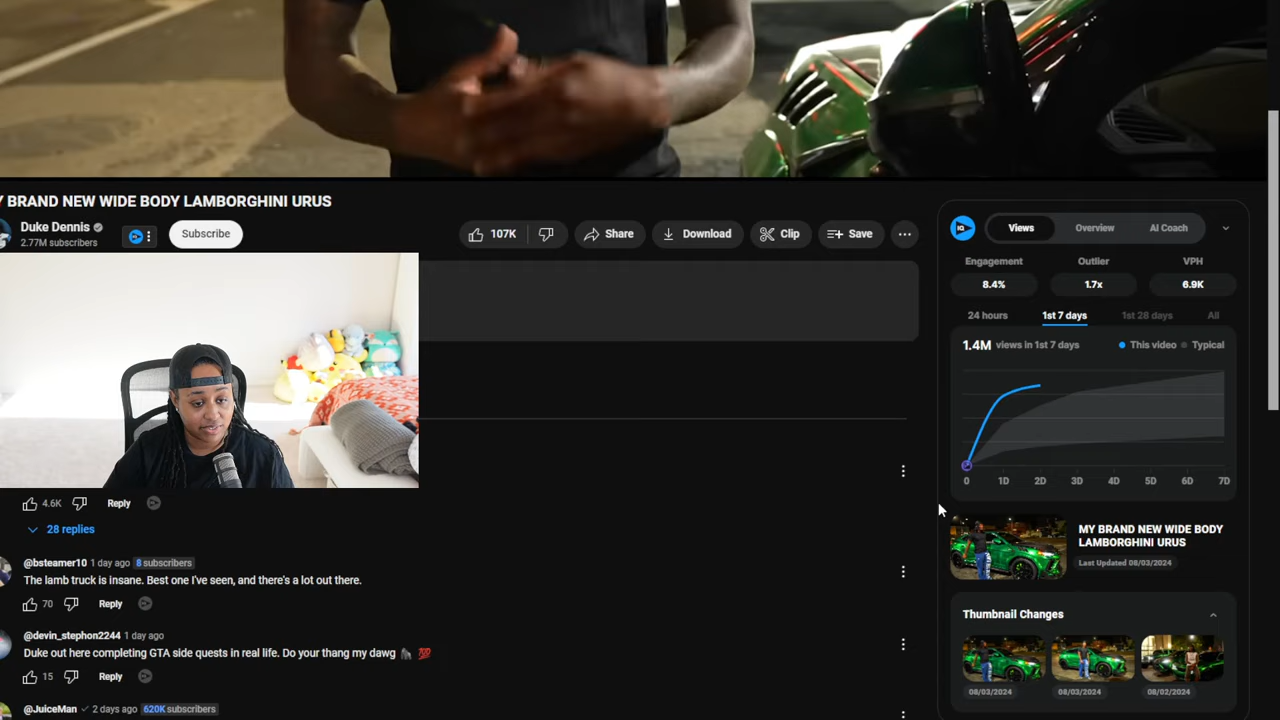 Y BRAND NEW WIDE BODY LAMBORGHINI URUS
Duke Dennis
2.77M subscribers
Subscribe
107K
Share
Download
Clip
Save
4.6K
Reply
28 replies
@bsteamer10 1 day ago 8 subscribers
The lamb truck is insane. Best one I've seen, and there's a lot out there.
70
Reply
@devin_stephon2244 1 day ago
Duke out here completing GTA side quests in real life. Do your thang my dawg 🦍 💯
15
Reply
@JuiceMan ✓ 2 days ago 620K subscribers
IQ
Views
Overview
AI Coach
Engagement
Outlier
VPH
8.4%
1.7x
6.9K
24 hours
1st 7 days
1st 28 days
All
1.4M views in 1st 7 days
This video
Typical
0 1D 2D 3D 4D 5D 6D 7D
MY BRAND NEW WIDE BODY
LAMBORGHINI URUS
Last Updated 08/03/2024
Thumbnail Changes
08/03/2024
08/03/2024
08/02/2024